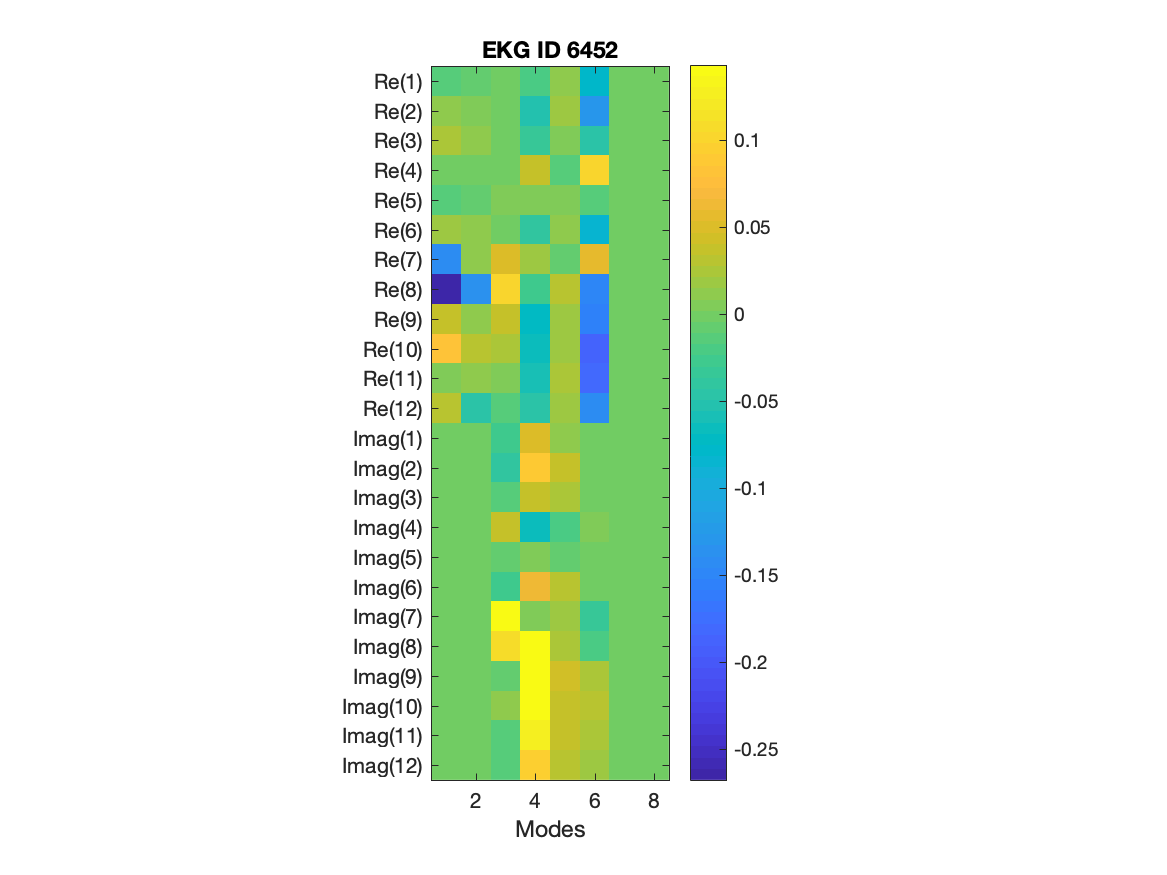 EKG ID 6452
Re(1)
Re(2)
Re(3)
Re(4)
Re(5)
Re(6)
Re(7)
Re(8)
Re(9)
Re(10)
Re(11)
Re(12)
Imag(1)
Imag(2)
Imag(3)
Imag(4)
Imag(5)
Imag(6)
Imag(7)
Imag(8)
Imag(9)
Imag(10)
Imag(11)
Imag(12)
2 4 6 8
Modes
0.1
0.05
0
-0.05
-0.1
-0.15
-0.2
-0.25